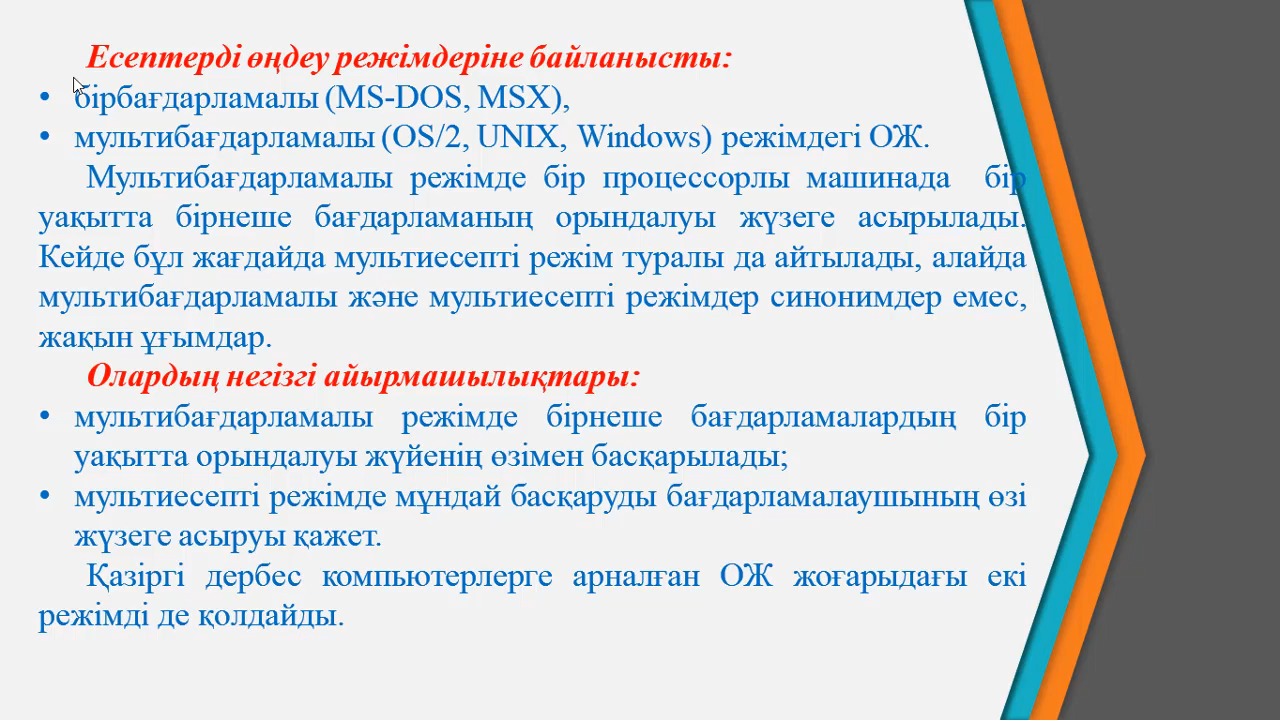 Есептерді өңдеу режімдеріне байланысты:
• бірбағдарламалы (MS-DOS, MSX),
• мультибағдарламалы (OS/2, UNIX, Windows) режімдегі ОЖ.
Мультибағдарламалы режімде бір процессорлы машинада бір
уақытта бірнеше бағдарламаның орындалуы жүзеге асырылады.
Кейде бұл жағдайда мультиесепті режім туралы да айтылады, алайда
мультибағдарламалы және мультиесепті режімдер синонимдер емес,
жақын ұғымдар.
Олардың негізгі айырмашылықтары:
• мультибағдарламалы режімде бірнеше бағдарламалардың бір
уақытта орындалуы жүйенің өзімен басқарылады;
• мультиесепті режімде мұндай басқаруды бағдарламалаушының өзі
жүзеге асыруы қажет.
Қазіргі дербес компьютерлерге арналған ОЖ жоғарыдағы екі
режімді де қолдайды.